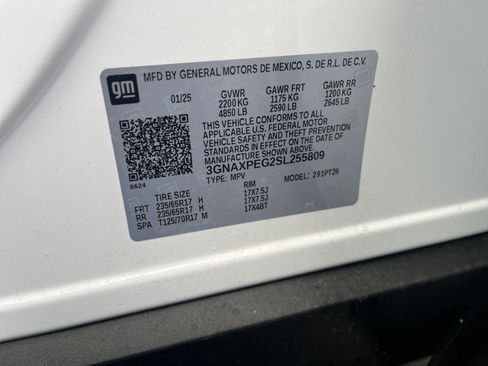 gm
MFD BY GENERAL MOTORS DE MEXICO, S. DE R.L. DE C.V.
01/25 GVWR GAWR FRT GAWR RR
2200 KG 1175 KG 1200 KG
4850 LB 2590 LB 2645 LB
THIS VEHICLE CONFORMS TO ALL
APPLICABLE U.S. FEDERAL MOTOR
VEHICLE SAFETY AND THEFT
PREVENTION STANDARDS IN EFFECT ON
THE DATE OF MANUFACTURE SHOWN ABOVE.
3GNAXPEG2SL255809
TYPE: MPV MODEL: 291PT26
8624
TIRE SIZE RIM
FRT 235/65R17 H 17X7.5J
RR 235/65R17 H 17X7.5J
SPA T125/70R17 M 17X4BT